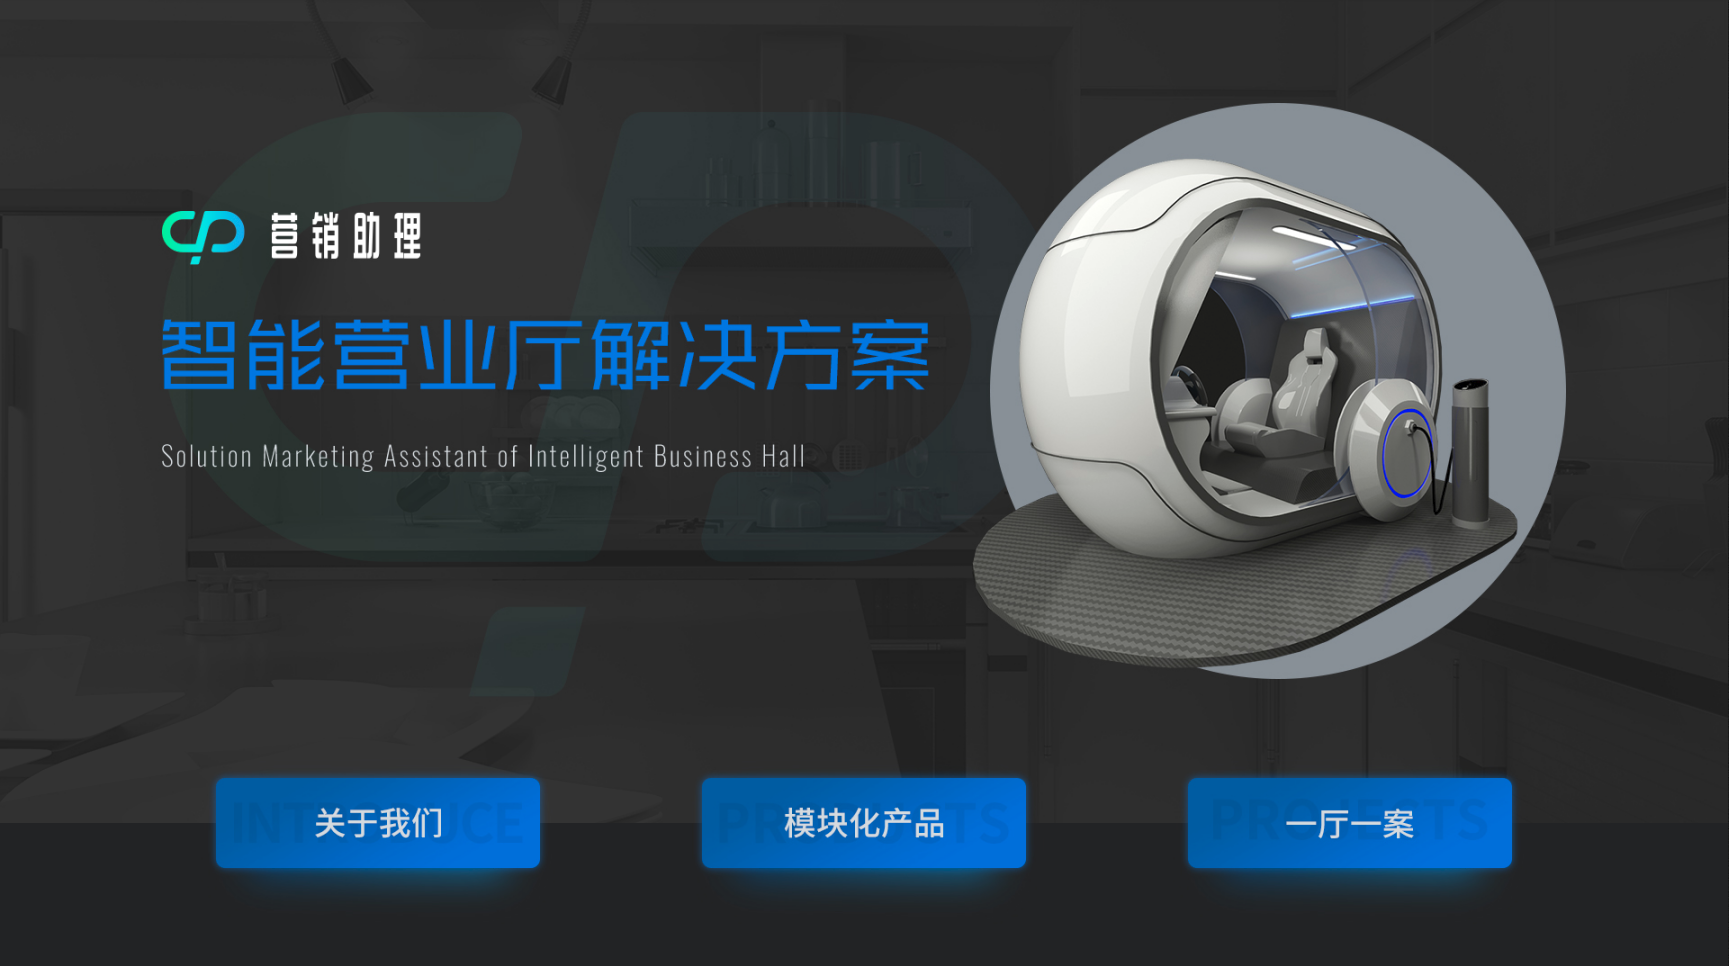 营销助理
智能营业厅解决方案
Solution Marketing Assistant of Intelligent Business Hall
关于我们
模块化产品
一厅一案